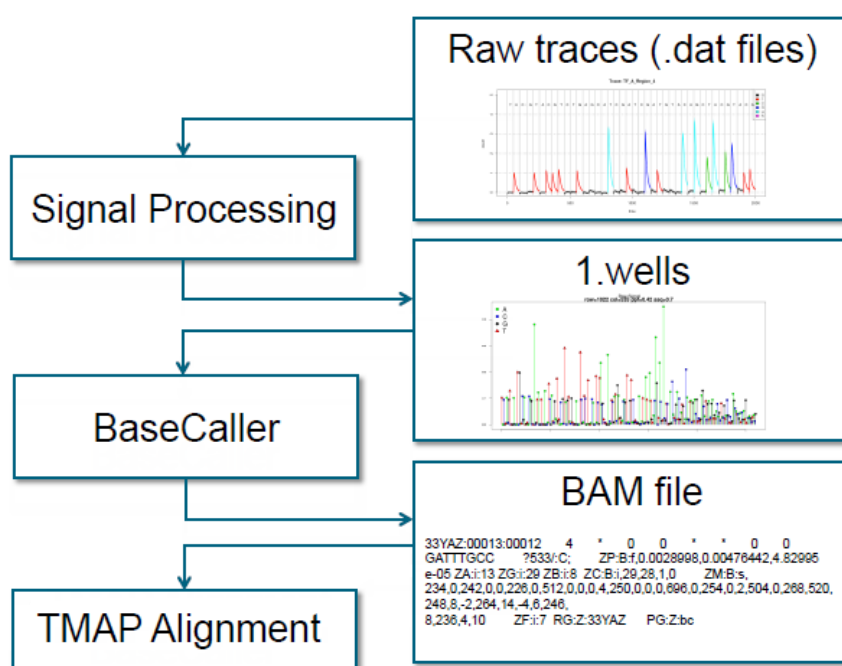 Raw traces (.dat files)
Signal Processing
1.wells
A
C
G
T
BaseCaller
BAM file
33YAZ:00013:00012 4 * 0 0 * * 0 0
GATTTGCC ?533/:C; ZP:B:f,0.0028998,0.00476442,4.82995
e-05 ZA:i:13 ZG:i:29 ZB:i:8 ZC:B:i,29,28,1,0 ZM:B:s,
234,0,242,0,0,226,0,512,0,0,0,4,250,0,0,0,696,0,254,0,2,504,0,268,520,
248,8,-2,264,14,-4,6,246,
8,236,4,10 ZF:i:7 RG:Z:33YAZ PG:Z:bc
TMAP Alignment